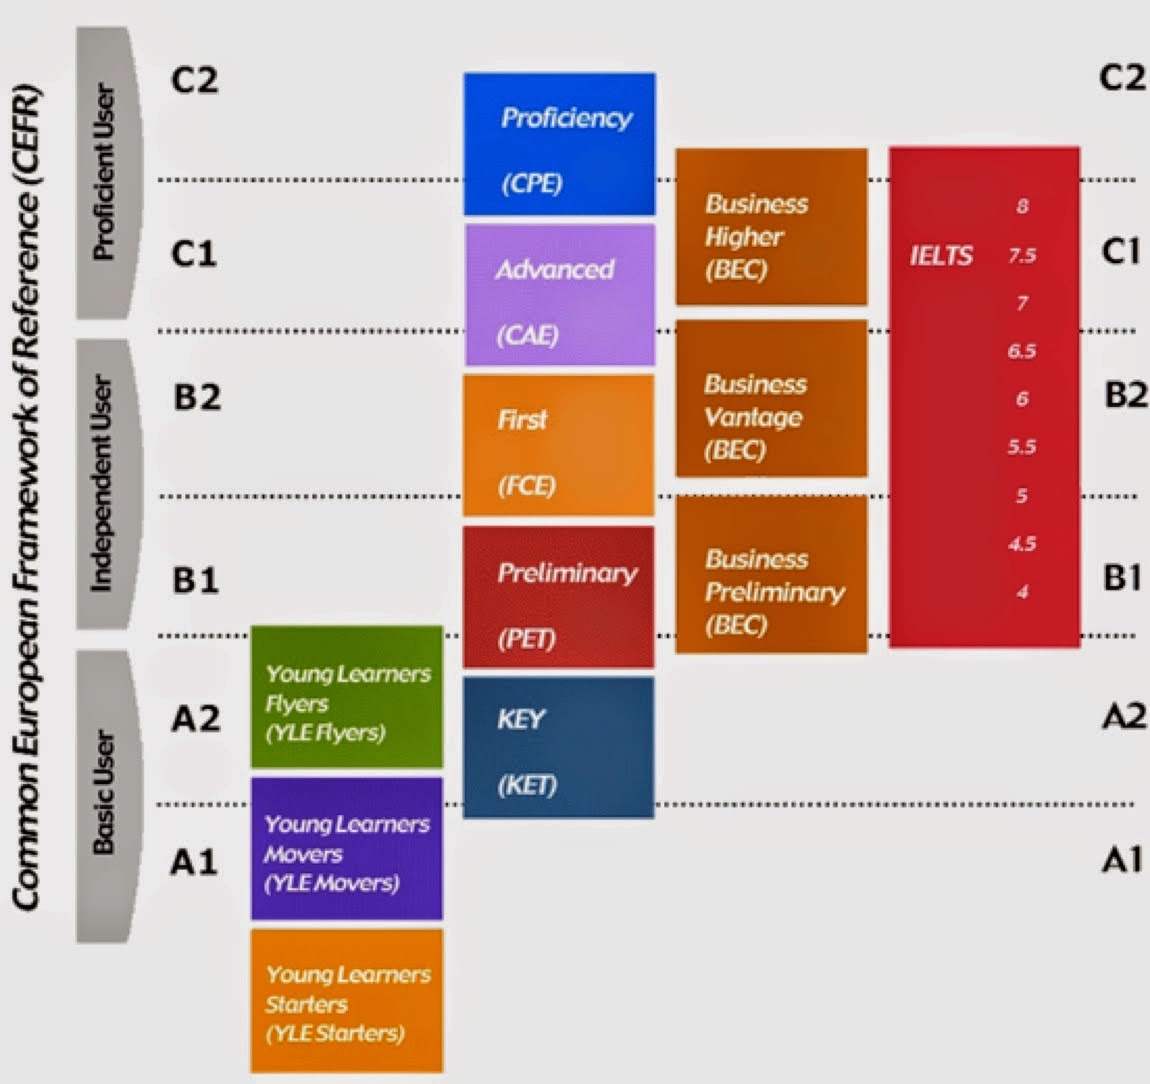 Common European Framework of Reference (CEFR)
Proficient User
Independent User
Basic User
C2
C1
B2
B1
A2
A1
Young Learners
Flyers
(YLE Flyers)
Young Learners
Movers
(YLE Movers)
Young Learners
Starters
(YLE Starters)
Proficiency
(CPE)
Advanced
(CAE)
First
(FCE)
Preliminary
(PET)
KEY
(KET)
Business
Higher
(BEC)
Business
Vantage
(BEC)
Business
Preliminary
(BEC)
IELTS
8
7.5
7
6.5
6
5.5
5
4.5
4
C2
C1
B2
B1
A2
A1